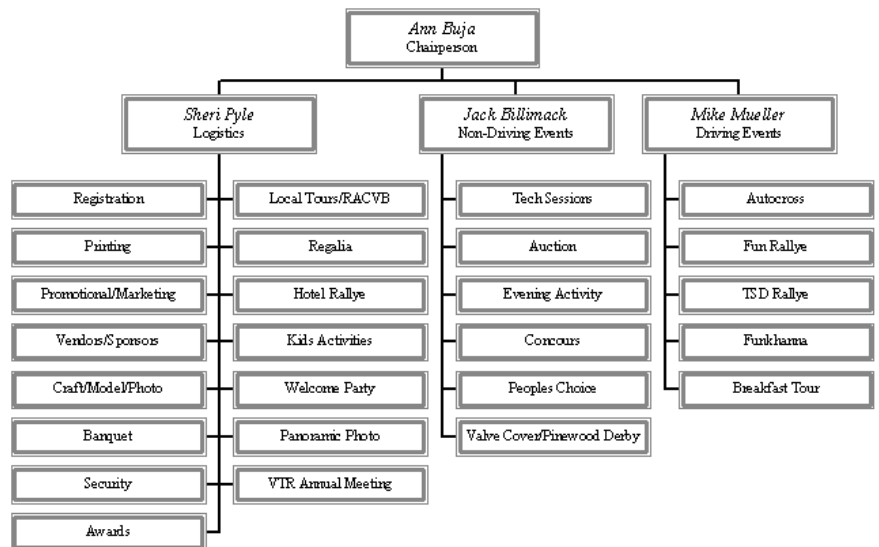 Ann Buja
Chairperson
Sheri Pyle
Logistics
Jack Billimack
Non-Driving Events
Mike Mueller
Driving Events
Registration
Local Tours/RACVB
Tech Sessions
Autocross
Printing
Regalia
Auction
Fun Rallye
Promotional/Marketing
Hotel Rallye
Evening Activity
TSD Rallye
Vendors/Sponsors
Kids Activities
Concours
Funkhanna
Craft/Model/Photo
Welcome Party
Peoples Choice
Breakfast Tour
Banquet
Panoramic Photo
Valve Cover/Pinewood Derby
Security
VTR Annual Meeting
Awards